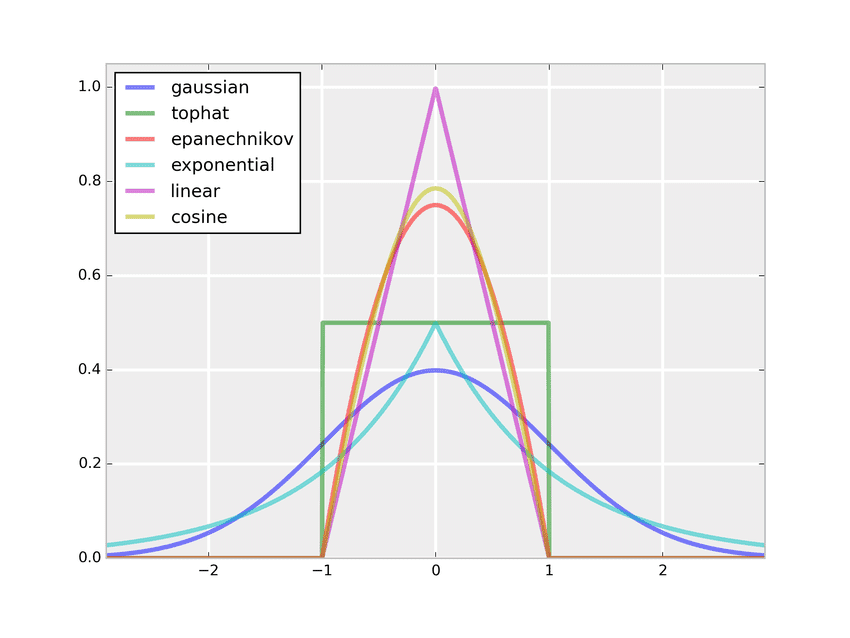 gaussian
tophat
epanechnikov
exponential
linear
cosine
1.0
0.8
0.6
0.4
0.2
0.0
−2 −1 0 1 2